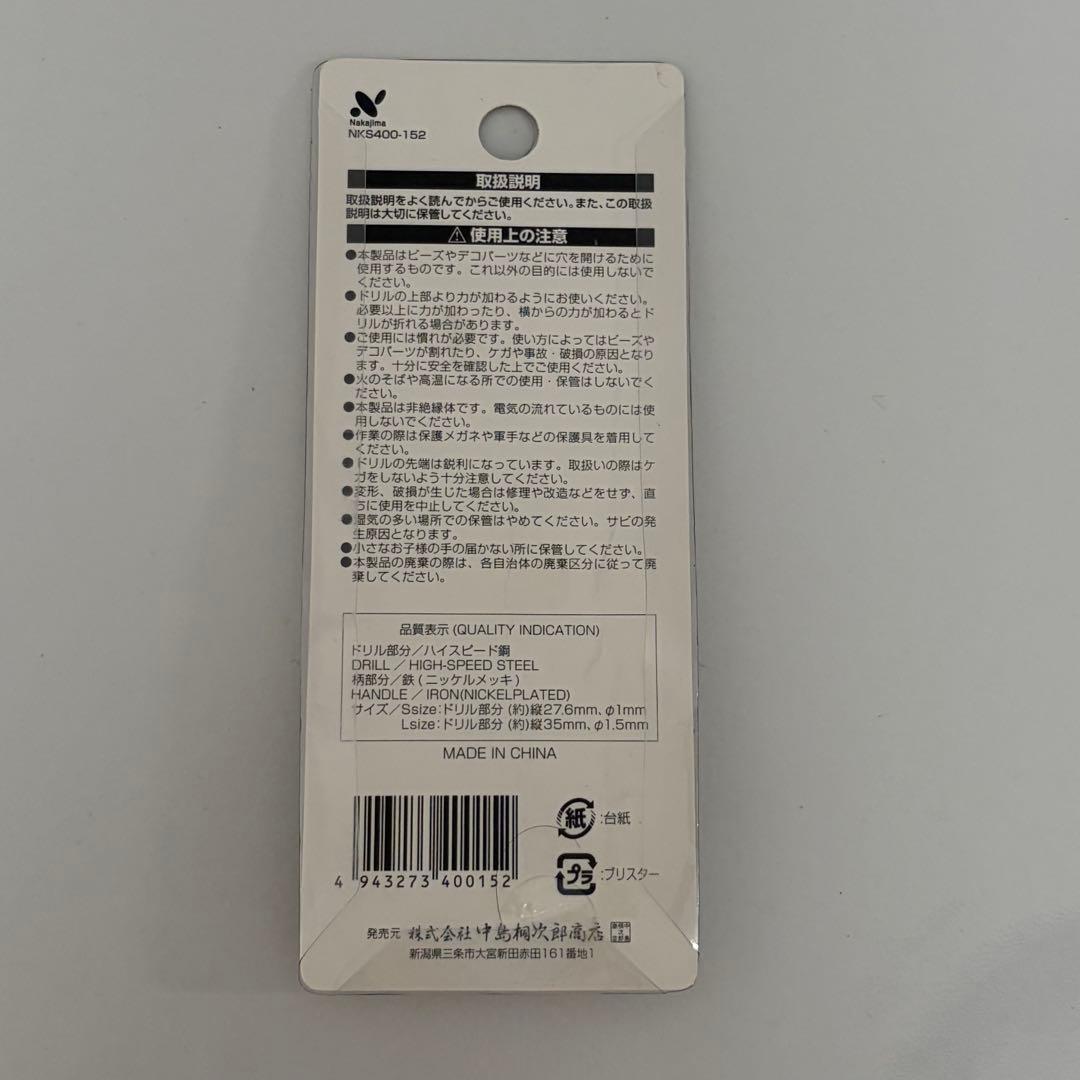 Nakajima
NKS400-152
取扱説明
取扱説明をよく読んでからご使用ください。また、この取扱
説明は大切に保管してください。
⚠ 使用上の注意
●本製品はビーズやデコパーツなどに穴を開けるために
使用するものです。これ以外の目的には使用しないで
ください。
●ドリルの上部より力が加わるようにお使いください。
必要以上に力が加わったり、横からの力が加わるとド
リルが折れる場合があります。
●ご使用には慣れが必要です。使い方によってはビーズや
デコパーツが割れたり、ケガや事故・破損の原因となり
ます。十分に安全を確認した上でご使用ください。
●火のそばや高温になる所での使用・保管はしないでく
ださい。
●本製品は非絶縁体です。電気の流れているものには使
用しないでください。
●作業の際は保護メガネや軍手などの保護具を着用して
ください。
●ドリルの先端は鋭利になっています。取扱いの際はケ
ガをしないよう十分注意してください。
●変形、破損が生じた場合は修理や改造などをせず、直
ちに使用を中止してください。
●湿気の多い場所での保管はやめてください。サビの発
生原因となります。
●小さなお子様の手の届かない所に保管してください。
●本製品の廃棄の際は、各自治体の廃棄区分に従って廃
棄してください。
品質表示(QUALITY INDICATION)
ドリル部分/ハイスピード鋼
DRILL / HIGH-SPEED STEEL
柄部分/鉄(ニッケルメッキ)
HANDLE / IRON(NICKELPLATED)
サイズ/Ssize:ドリル部分 (約)縦27.6mm、φ1mm
Lsize:ドリル部分 (約)縦35mm、φ1.5mm
MADE IN CHINA
紙 :台紙
プラ :ブリスター
4 943273 400152
発売元 株式会社中島桐次郎商店
新潟県三条市大宮新田赤田161番地1